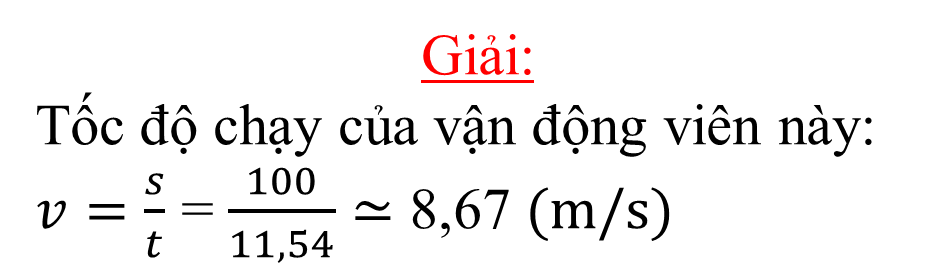 Giải:
Tốc độ chạy của vận động viên này:
v = s/t = 100/11,54 ≃ 8,67 (m/s)